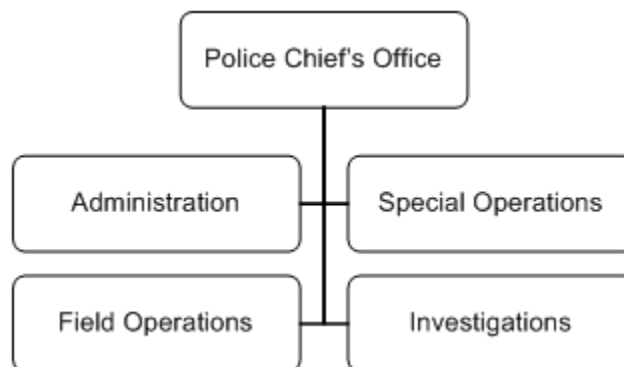 Police Chief's Office
Administration
Special Operations
Field Operations
Investigations